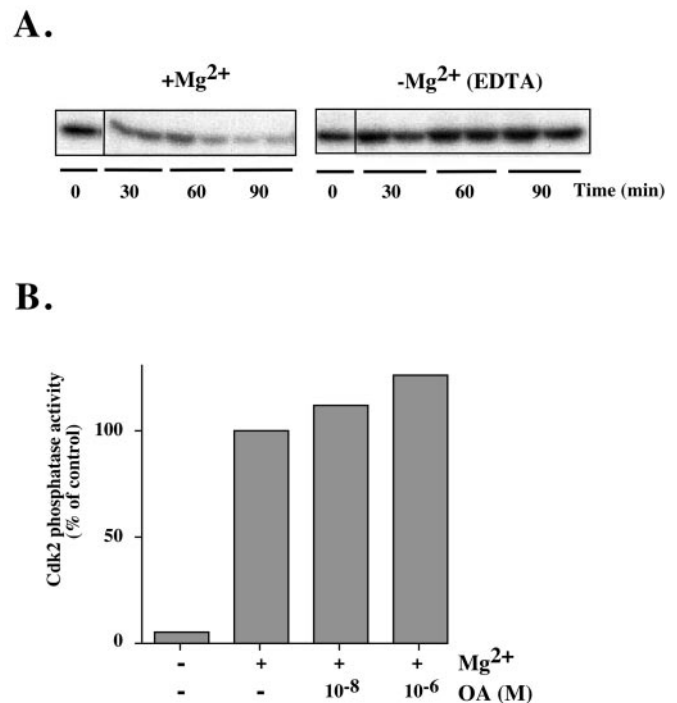 A.
+Mg2+ -Mg2+ (EDTA)
0 30 60 90 0 30 60 90 Time (min)
B.
Cdk2 phosphatase activity
(% of control)
100
50
0
- + + + Mg2+
- - 10-8 10-6 OA (M)